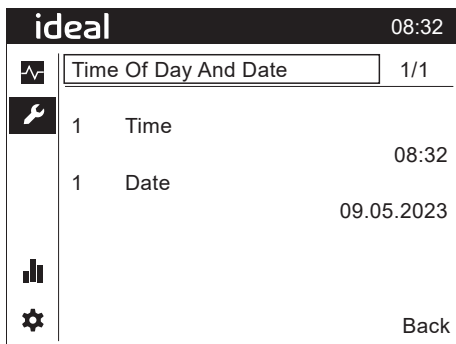 ideal 08:32
Time Of Day And Date 1/1
1 Time
08:32
1 Date
09.05.2023
Back